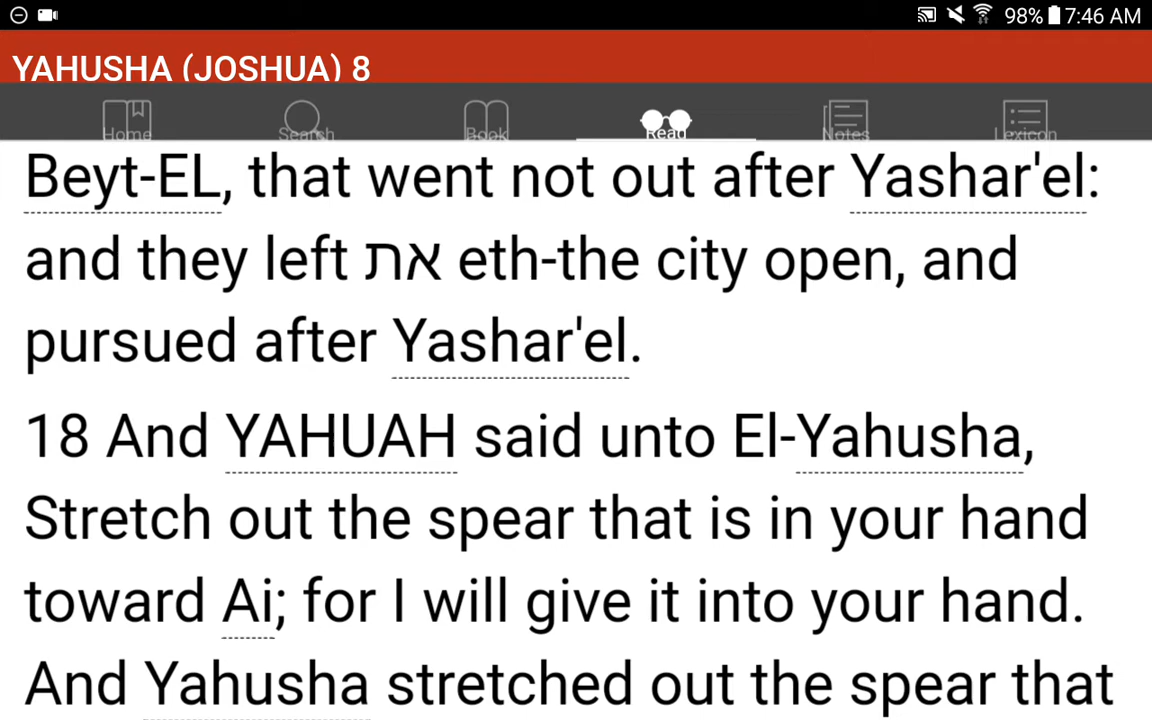 98% 7:46 AM
YAHUSHA (JOSHUA) 8
Home Search Book Read Notes Lexicon
Beyt-EL, that went not out after Yashar'el:
and they left את eth-the city open, and
pursued after Yashar'el.
18 And YAHUAH said unto El-Yahusha,
Stretch out the spear that is in your hand
toward Ai; for I will give it into your hand.
And Yahusha stretched out the spear that